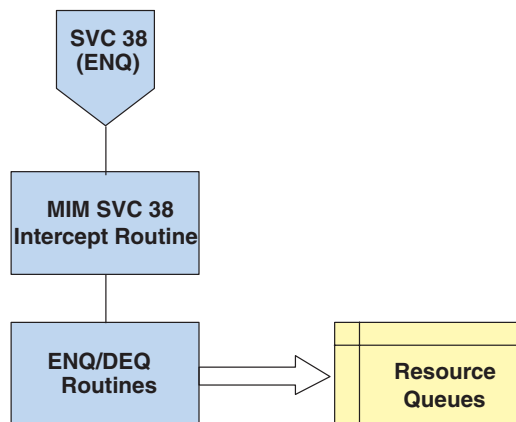 SVC 38
(ENQ)
MIM SVC 38
Intercept Routine
ENQ/DEQ
Routines
Resource
Queues